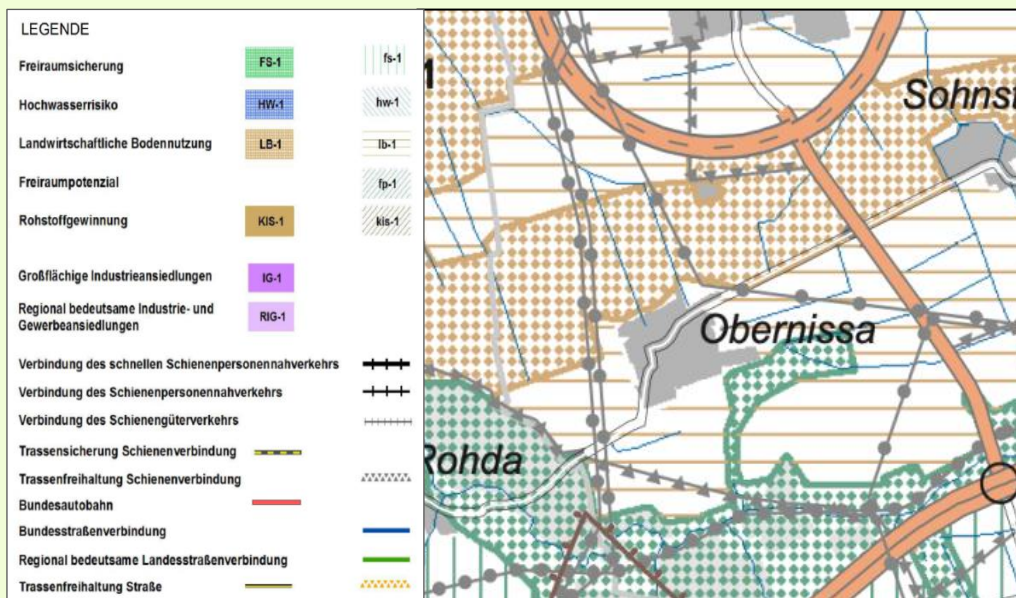 LEGENDE
Freiraumsicherung FS-1 fs-1
Hochwasserrisiko HW-1 hw-1
Landwirtschaftliche Bodennutzung LB-1 lb-1
Freiraumpotenzial fp-1
Rohstoffgewinnung KIS-1 kis-1
Großflächige Industrieansiedlungen IG-1
Regional bedeutsame Industrie- und
Gewerbeansiedlungen RIG-1
Verbindung des schnellen Schienenpersonennahverkehrs
Verbindung des Schienenpersonennahverkehrs
Verbindung des Schienengüterverkehrs
Trassensicherung Schienenverbindung
Trassenfreihaltung Schienenverbindung
Bundesautobahn
Bundesstraßenverbindung
Regional bedeutsame Landesstraßenverbindung
Trassenfreihaltung Straße
Sohnst
Obernissa
Rohda